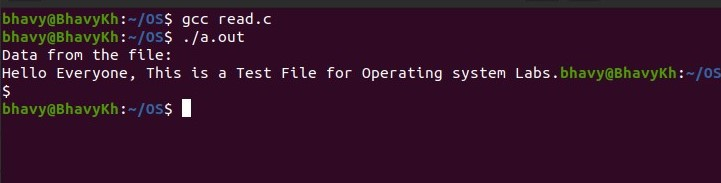 bhavy@BhavyKh:~/OS$ gcc read.c
bhavy@BhavyKh:~/OS$ ./a.out
Data from the file:
Hello Everyone, This is a Test File for Operating system Labs.bhavy@BhavyKh:~/OS
$
bhavy@BhavyKh:~/OS$